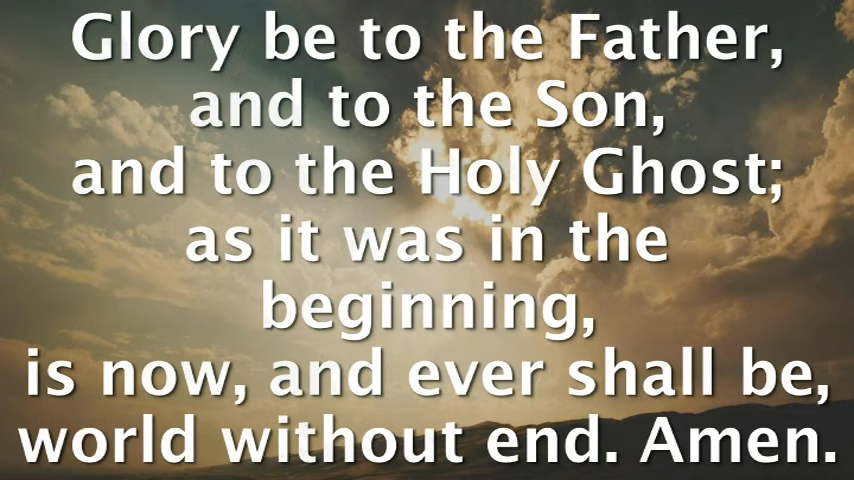 Glory be to the Father,
and to the Son,
and to the Holy Ghost;
as it was in the
beginning,
is now, and ever shall be,
world without end. Amen.